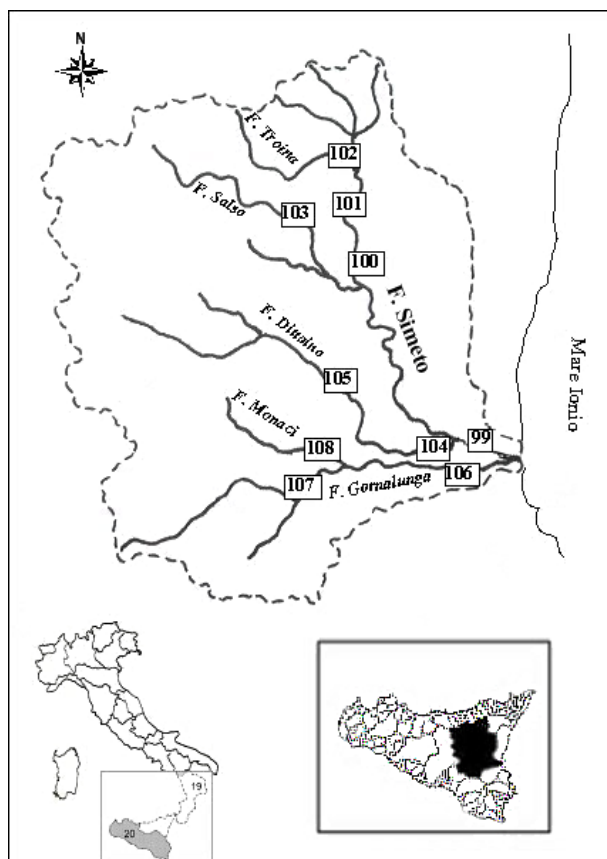 N
F. Troina
102
F. Salso
103
101
100
F. Simeto
F. Dittaino
105
Mare Ionio
F. Monaci
108
104
99
106
107
F. Gornalunga
19
20